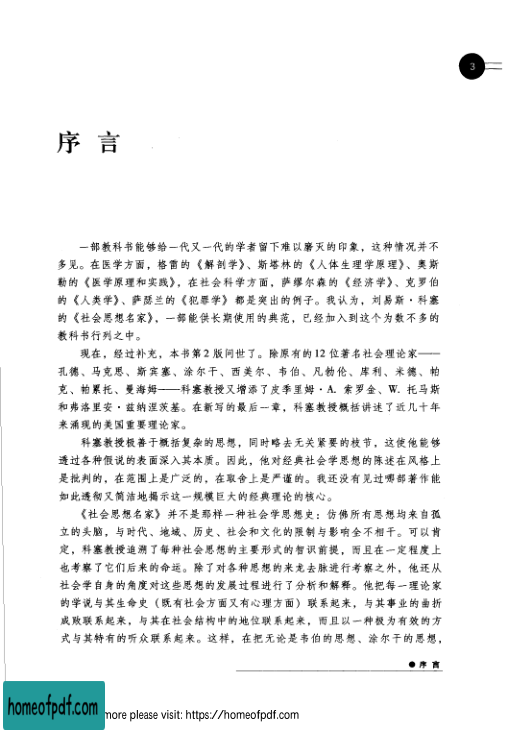 3
序 言
一部教科书能够给一代又一代的学者留下难以磨灭的印象，这种情况并不
多见。在医学方面，格雷的《解剖学》、斯塔林的《人体生理学原理》、奥斯
勒的《医学原理和实践》，在社会科学方面，萨缪尔森的《经济学》、克罗伯
的《人类学》、萨瑟兰的《犯罪学》都是突出的例子。我认为，刘易斯·科塞
的《社会思想名家》，一部能供长期使用的典范，已经加入到这个为数不多的
教科书行列之中。
现在，经过补充，本书第2版问世了。除原有的12位著名社会理论家——
孔德、马克思、斯宾塞、涂尔干、西美尔、韦伯、凡勃伦、库利、米德、帕
克、帕累托、曼海姆——科塞教授又增添了皮季里姆·A. 索罗金、W. 托马斯
和弗洛里安·兹纳涅茨基。在新写的最后一章，科塞教授概括讲述了近几十年
来涌现的美国重要理论家。
科塞教授极善于概括复杂的思想，同时略去无关紧要的枝节，这使他能够
透过各种假说的表面深入其本质。因此，他对经典社会学思想的陈述在风格上
是批判的，在范围上是广泛的，在取舍上是严谨的。我还没有见过哪部著作能
如此透彻又简洁地揭示这一规模巨大的经典理论的核心。
《社会思想名家》并不是那样一种社会学思想史：仿佛所有思想均来自孤
立的头脑，与时代、地域、历史、社会和文化的限制与影响全不相干。可以肯
定，科塞教授追溯了每种社会思想的主要形式的智识前提，而且在一定程度上
也考察了它们后来的命运。除了对各种思想的来龙去脉进行考察之外，他还从
社会学自身的角度对这些思想的发展过程进行了分析和解释。他把每一理论家
的学说与其生命史（既有社会方面又有心理方面）联系起来，与其事业的曲折
成败联系起来，与其在社会结构中的地位联系起来，而且以一种极为有效的方
式与其特有的听众联系起来。这样，在把无论是韦伯的思想、涂尔干的思想，
●序 言
homeofpdf.com
more please visit: https://homeofpdf.com